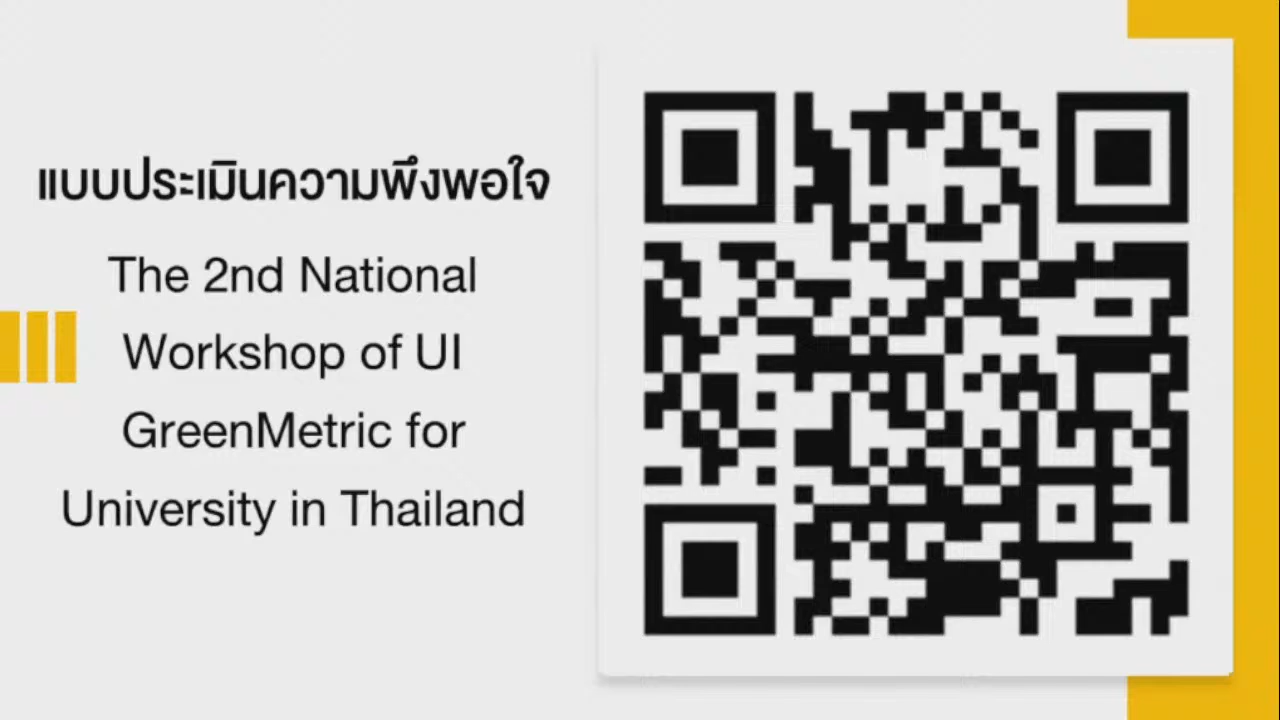 แบบประเมินความพึงพอใจ
The 2nd National
Workshop of UI
GreenMetric for
University in Thailand